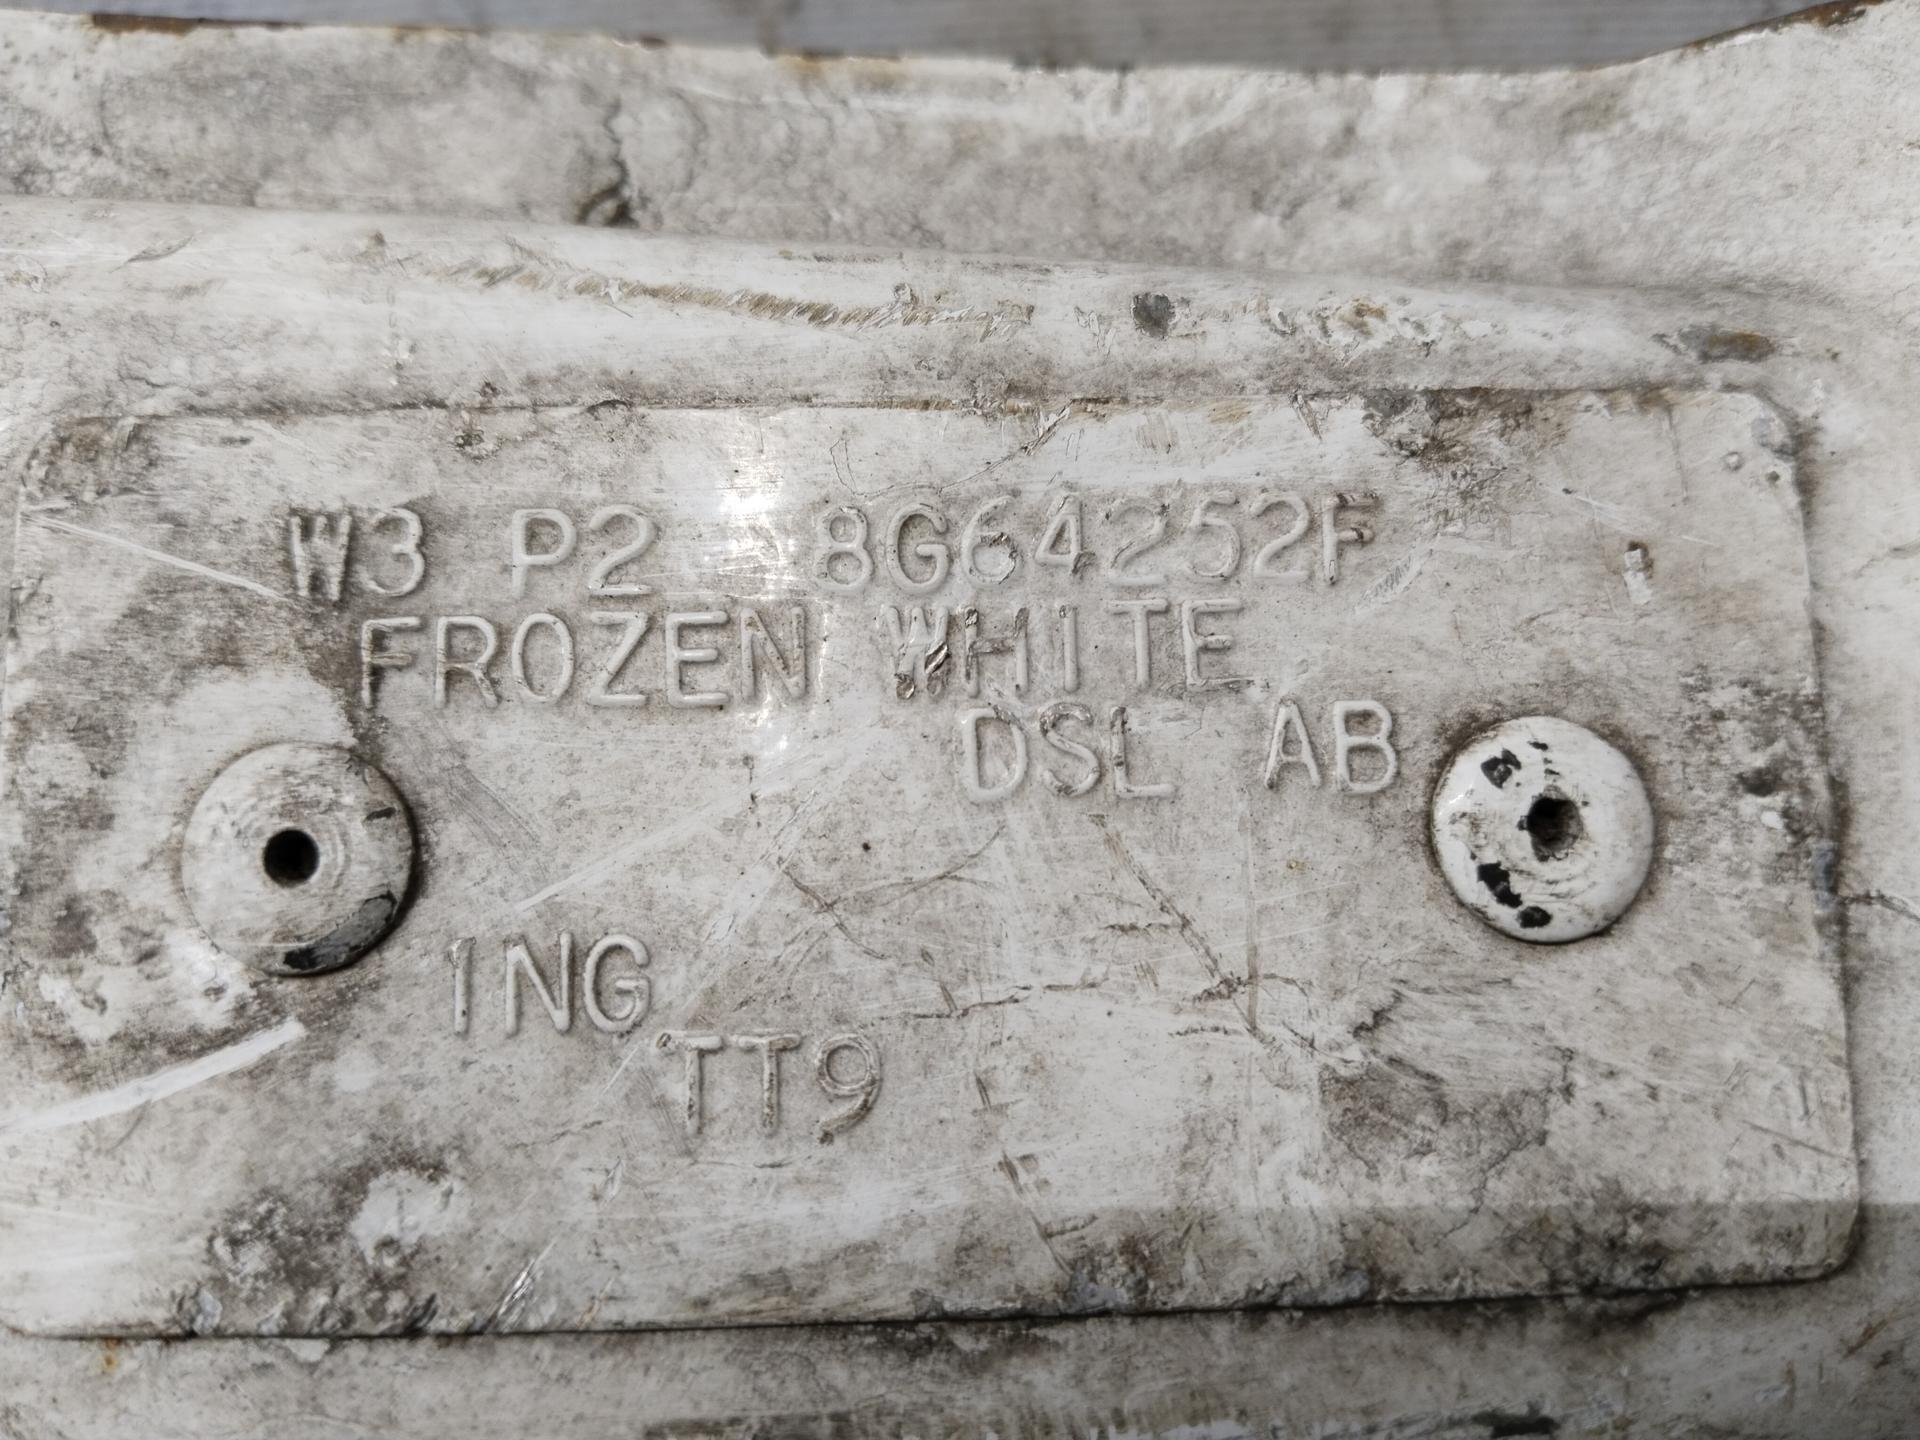 W3 P2 8G64252F
FROZEN WHITE
DSL AB
1NG
TT9